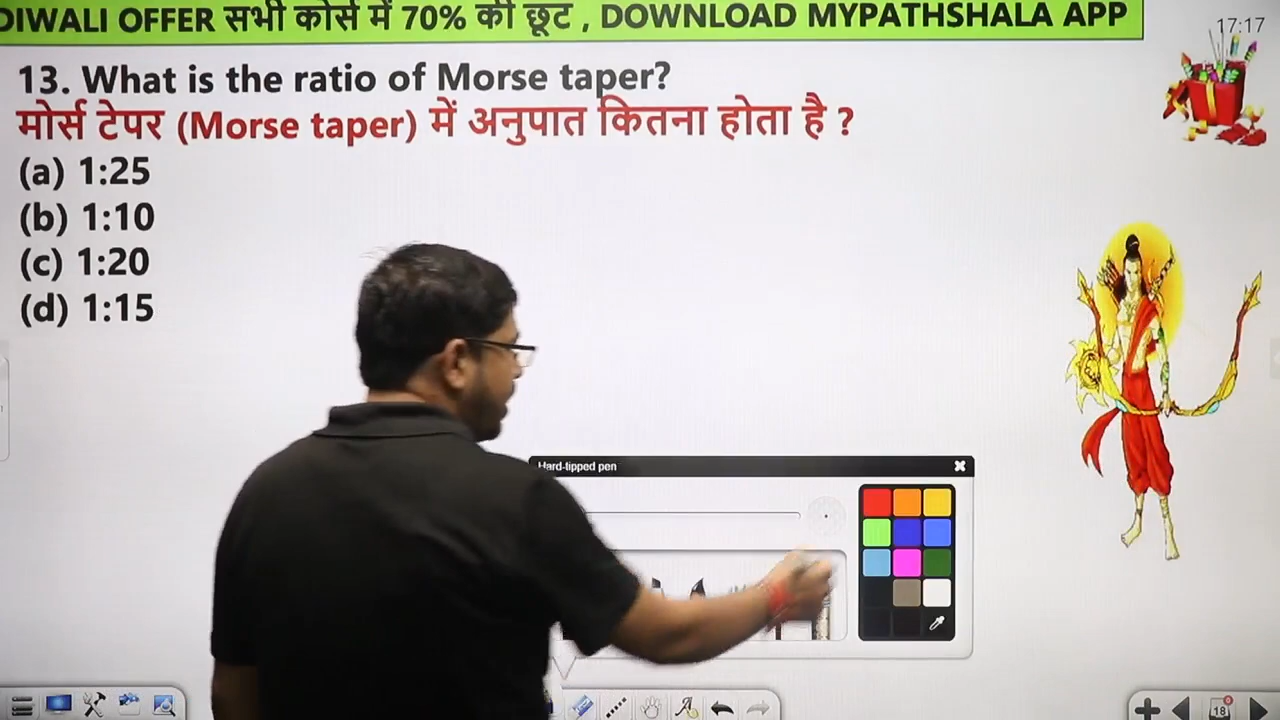 DIWALI OFFER सभी कोर्स में 70% की छूट , DOWNLOAD MYPATHSHALA APP
17:17
13. What is the ratio of Morse taper?
मोर्स टेपर (Morse taper) में अनुपात कितना होता है ?
(a) 1:25
(b) 1:10
(c) 1:20
(d) 1:15
Hard-tipped pen
18